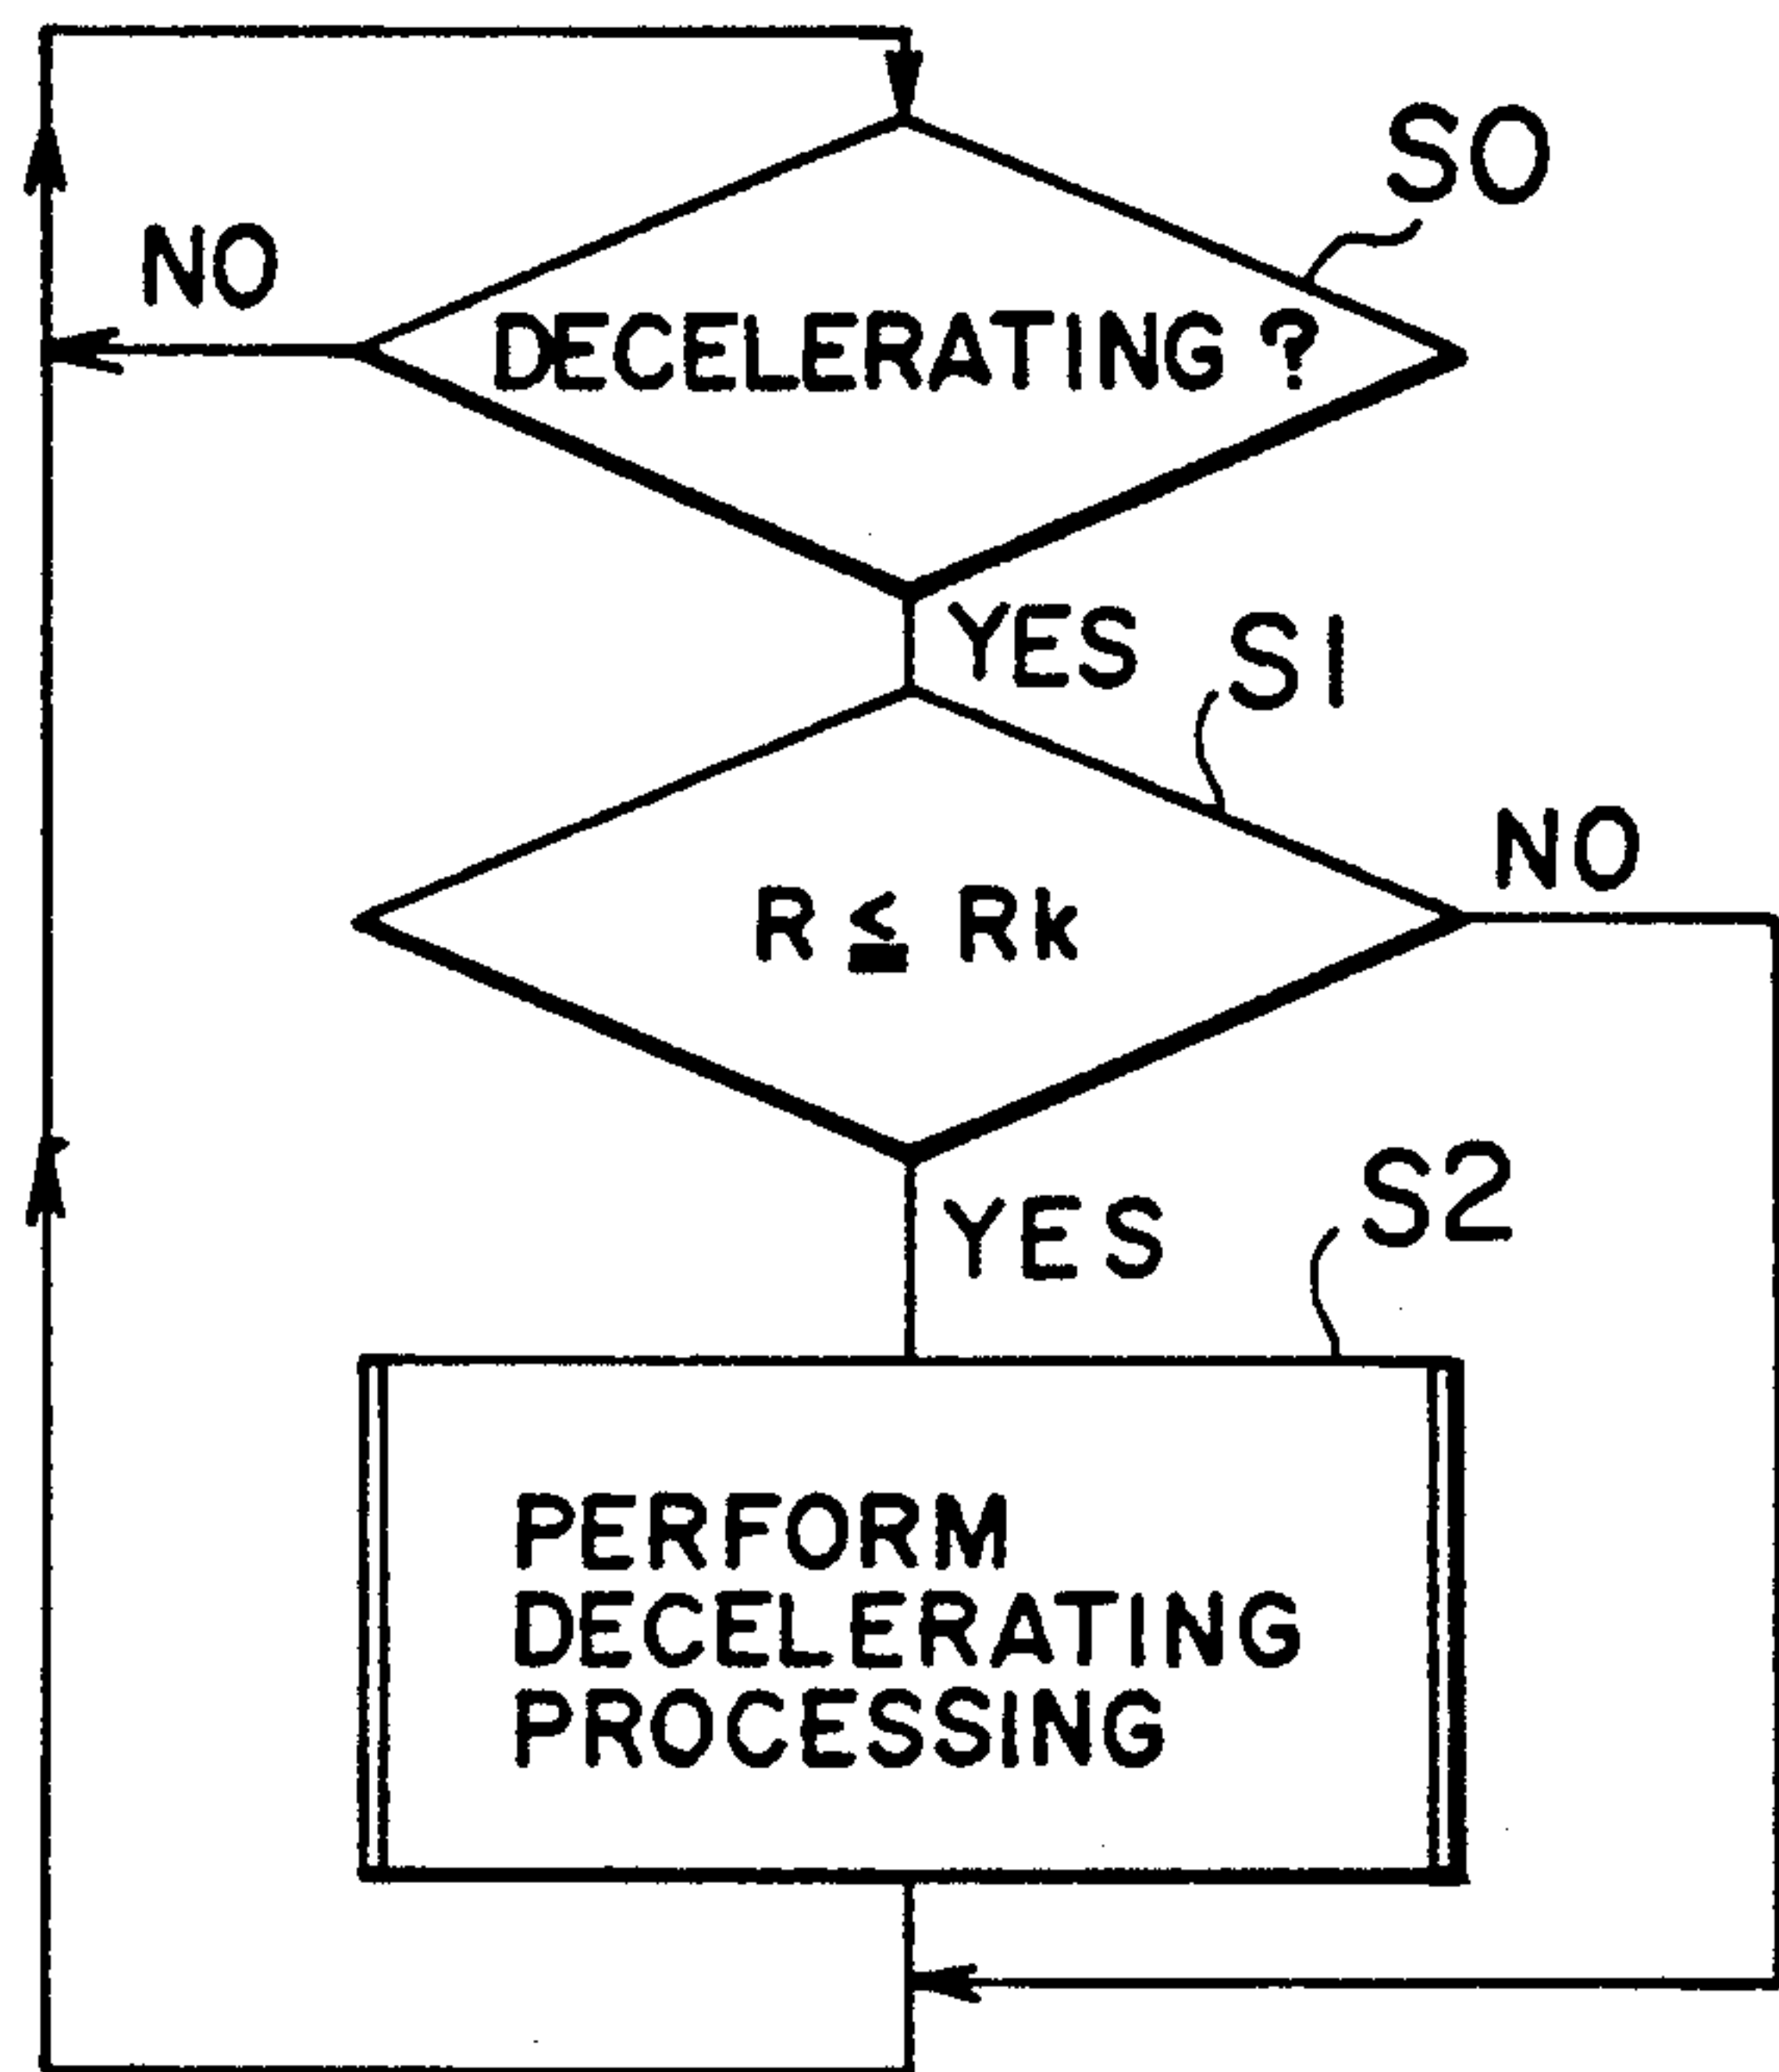 S0
NO
DECELERATING ?
YES
S1
NO
R ≦ Rk
YES
S2
PERFORM
DECELERATING
PROCESSING